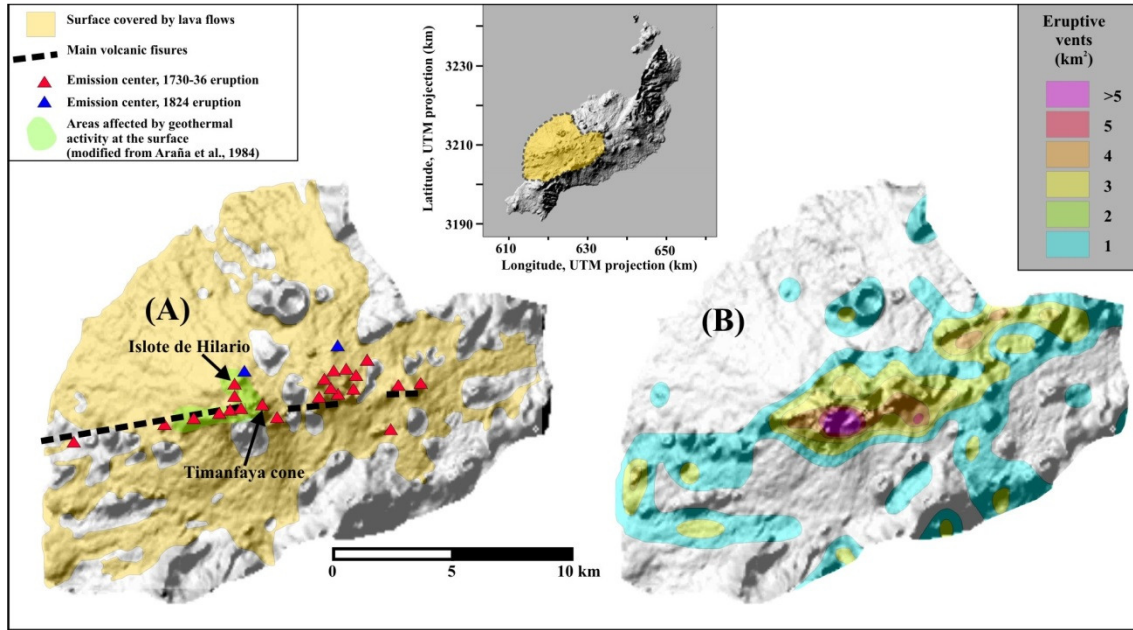 Surface covered by lava flows
Main volcanic fisures
Emission center, 1730-36 eruption
Emission center, 1824 eruption
Areas affected by geothermal
activity at the surface
(modified from Araña et al., 1984)
Latitude, UTM projection (km)
3230
3210
3190
610
630
650
Longitude, UTM projection (km)
Eruptive
vents
(km²)
>5
5
4
3
2
1
(A)
Islote de Hilario
Timanfaya cone
(B)
0
5
10 km